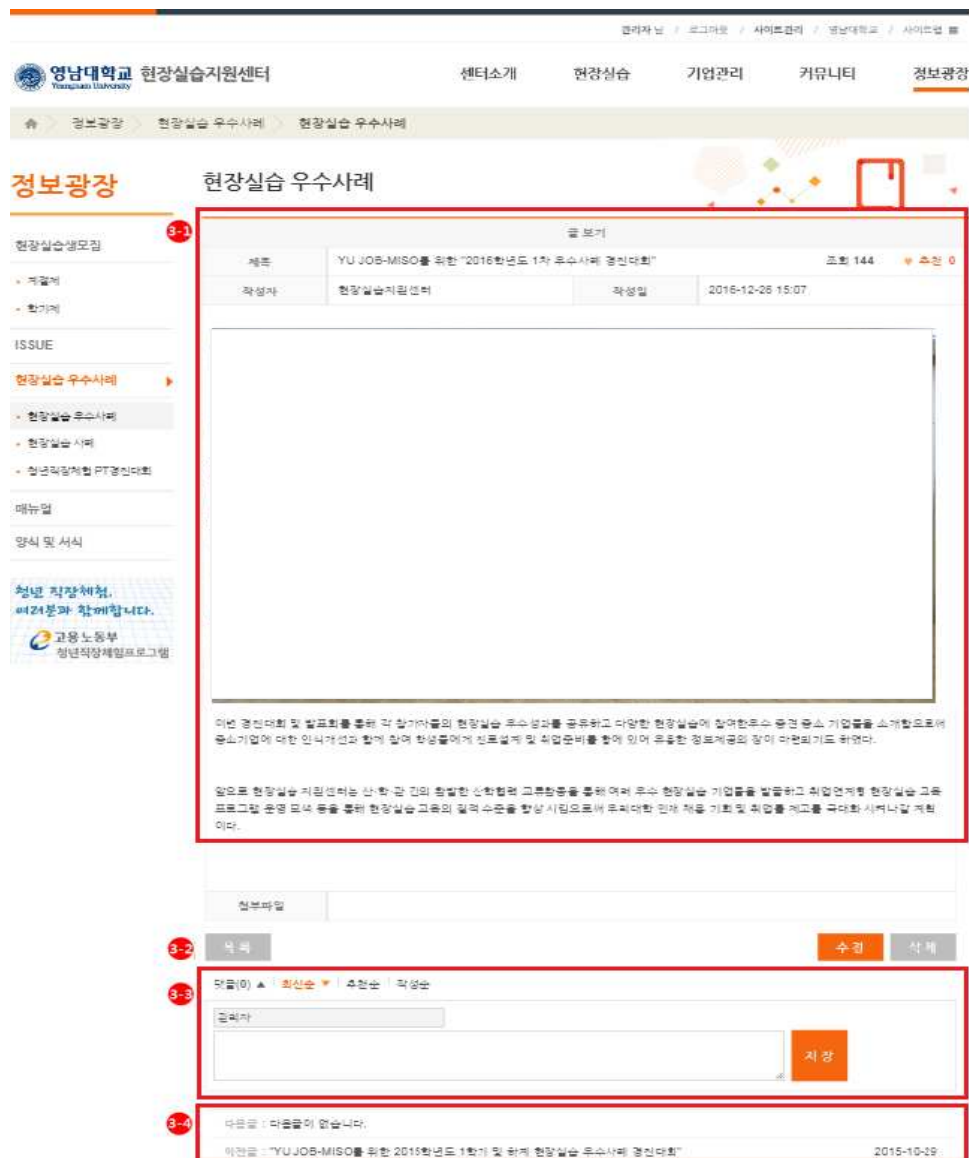 관리자 님 / 로그아웃 / 사이트관리 / 영남대학교 / 사이트맵
영남대학교 현장실습지원센터
Yeungnam University
센터소개 현장실습 기업관리 커뮤니티 정보광장
정보광장 현장실습 우수사례 현장실습 우수사례
정보광장
현장실습 우수사례
현장실습생모집
계절제
학기제
ISSUE
현장실습 우수사례
현장실습 우수사례
현장실습 사례
청년직장체험 PT경진대회
매뉴얼
양식 및 서식
청년 직장체험,
여러분과 함께합니다.
고용노동부
청년직장체험프로그램
3-1
글 보기
제목 YU JOB-MISO를 위한 "2016학년도 1차 우수사례 경진대회" 조회 144 추천 0
작성자 현장실습지원센터 작성일 2016-12-26 15:07
이번 경진대회 및 발표회를 통해 각 참가자들의 현장실습 우수성과를 공유하고 다양한 현장실습에 참여한우수 중견 중소 기업들을 소개함으로써
중소기업에 대한 인식개선과 함께 참여 학생들에게 진로설계 및 취업준비를 함에 있어 유용한 정보제공의 장이 마련되기도 하였다.
앞으로 현장실습 지원센터는 산·학·관 간의 활발한 산학협력 교류활동을 통해 여러 우수 현장실습 기업들을 발굴하고 취업연계형 현장실습 교육
프로그램 운영 모색 등을 통해 현장실습 교육의 질적 수준을 향상 시킴으로써 우리대학 인재 채용 기회 및 취업률 제고를 극대화 시켜나갈 계획
이다.
첨부파일
3-2
목록 수정 삭제
3-3
댓글(0) ▲ 최신순 ▼ 추천순 작성순
관리자
저장
3-4
다음글 : 다음글이 없습니다.
이전글 : "YU JOB-MISO를 위한 2015학년도 1학기 및 하계 현장실습 우수사례 경진대회" 2015-10-29